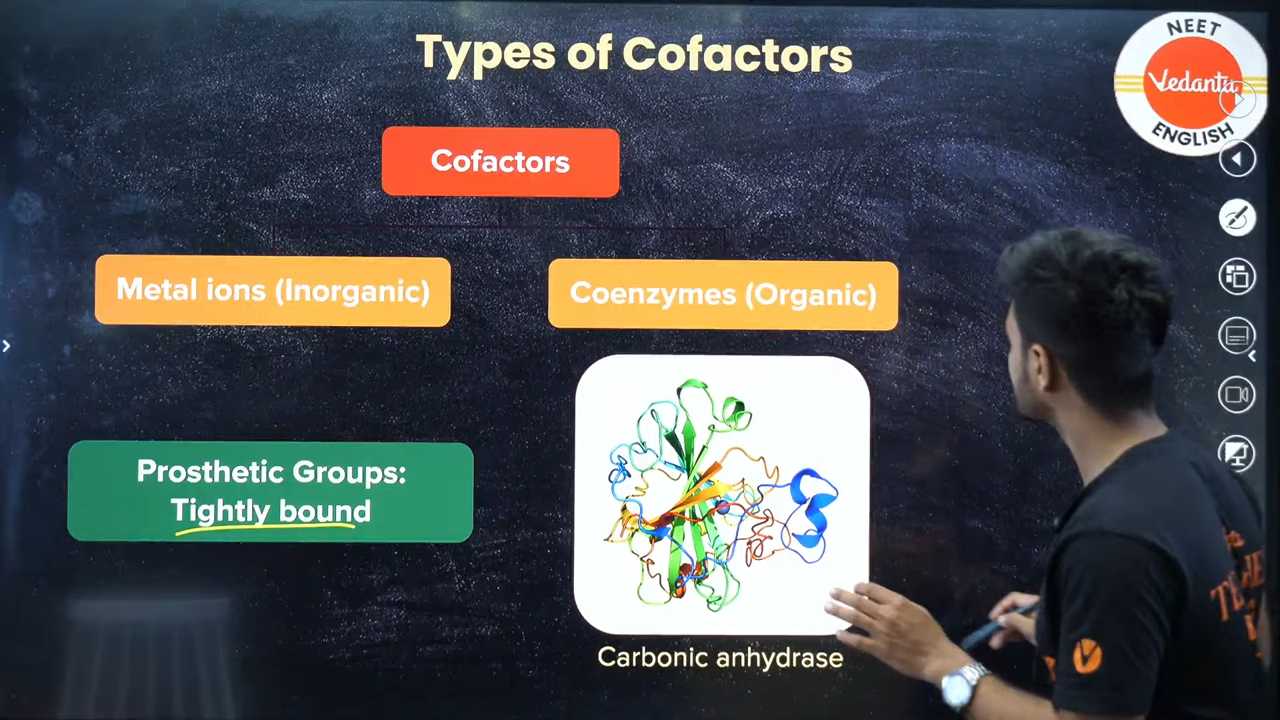 Types of Cofactors
NEET
Vedantu
ENGLISH
Cofactors
Metal ions (Inorganic)
Coenzymes (Organic)
Prosthetic Groups:
Tightly bound
Carbonic anhydrase